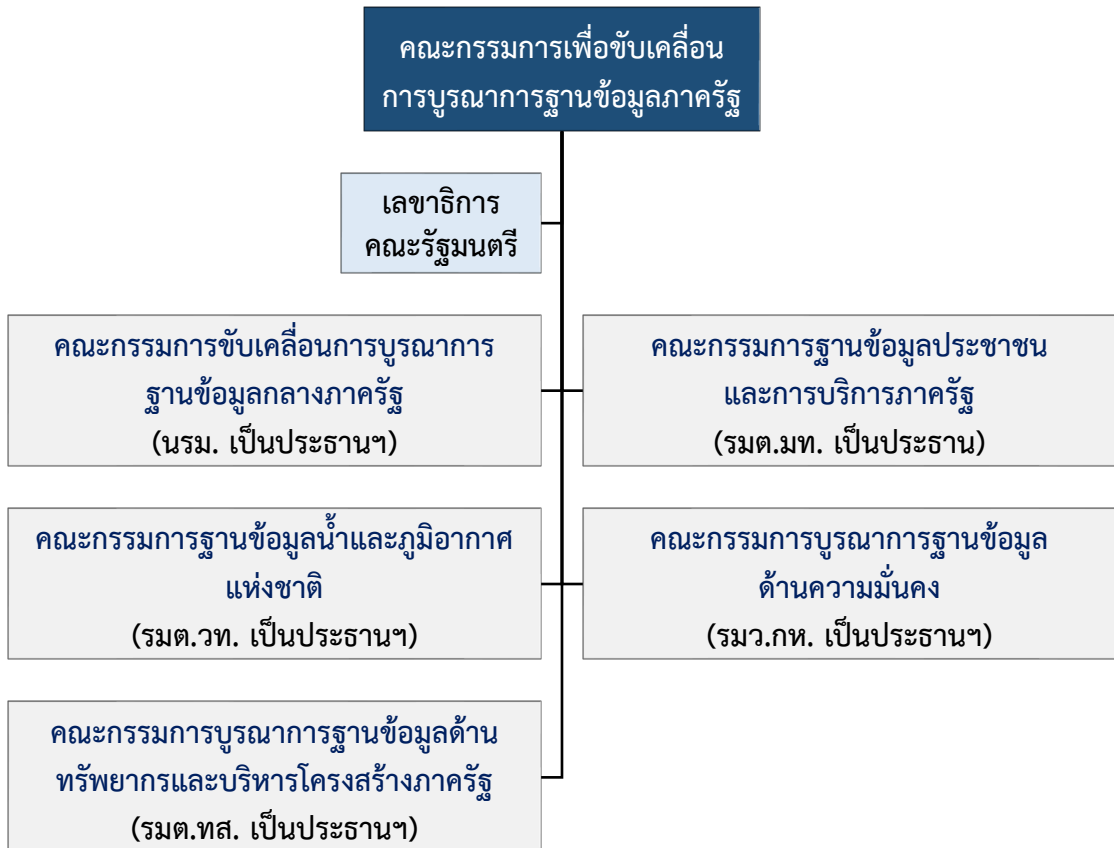 คณะกรรมการเพื่อขับเคลื่อน
การบูรณาการฐานข้อมูลภาครัฐ
เลขาธิการ
คณะรัฐมนตรี
คณะกรรมการขับเคลื่อนการบูรณาการ
ฐานข้อมูลกลางภาครัฐ
(นรม. เป็นประธานฯ)
คณะกรรมการฐานข้อมูลประชาชน
และการบริการภาครัฐ
(รมต.มท. เป็นประธาน)
คณะกรรมการฐานข้อมูลน้ำและภูมิอากาศ
แห่งชาติ
(รมต.วท. เป็นประธานฯ)
คณะกรรมการบูรณาการฐานข้อมูล
ด้านความมั่นคง
(รมว.กห. เป็นประธานฯ)
คณะกรรมการบูรณาการฐานข้อมูลด้าน
ทรัพยากรและบริหารโครงสร้างภาครัฐ
(รมต.ทส. เป็นประธานฯ)